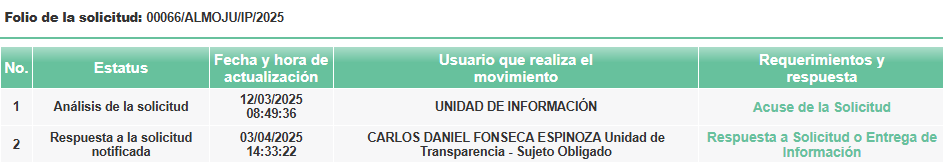 Folio de la solicitud: 00066/ALMOJU/IP/2025
No.
Estatus
Fecha y hora de
actualización
Usuario que realiza el
movimiento
Requerimientos y
respuesta
1
Análisis de la solicitud
12/03/2025
08:49:36
UNIDAD DE INFORMACIÓN
Acuse de la Solicitud
2
Respuesta a la solicitud
notificada
03/04/2025
14:33:22
CARLOS DANIEL FONSECA ESPINOZA Unidad de
Transparencia - Sujeto Obligado
Respuesta a Solicitud o Entrega de
Información